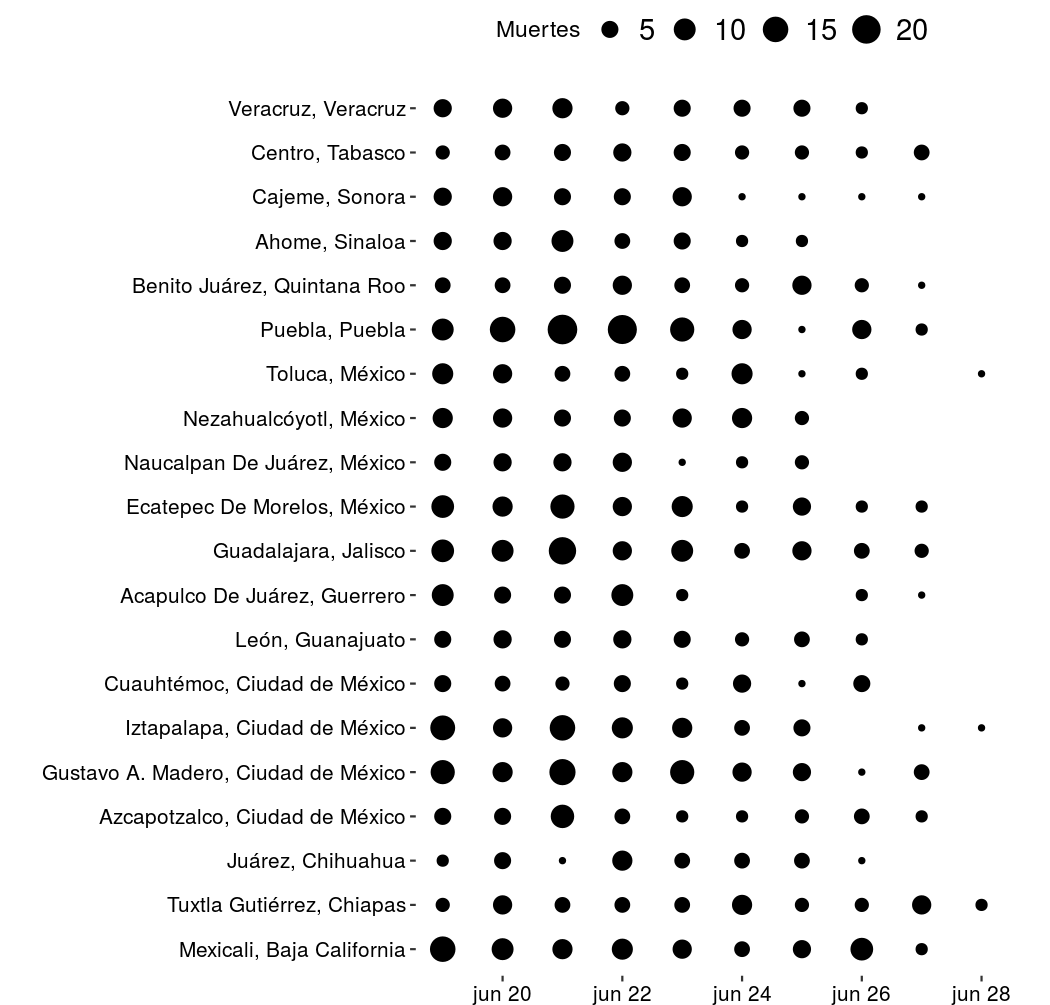 Muertes 5 10 15 20
Veracruz, Veracruz
Centro, Tabasco
Cajeme, Sonora
Ahome, Sinaloa
Benito Juárez, Quintana Roo
Puebla, Puebla
Toluca, México
Nezahualcóyotl, México
Naucalpan De Juárez, México
Ecatepec De Morelos, México
Guadalajara, Jalisco
Acapulco De Juárez, Guerrero
León, Guanajuato
Cuauhtémoc, Ciudad de México
Iztapalapa, Ciudad de México
Gustavo A. Madero, Ciudad de México
Azcapotzalco, Ciudad de México
Juárez, Chihuahua
Tuxtla Gutiérrez, Chiapas
Mexicali, Baja California
jun 20 jun 22 jun 24 jun 26 jun 28